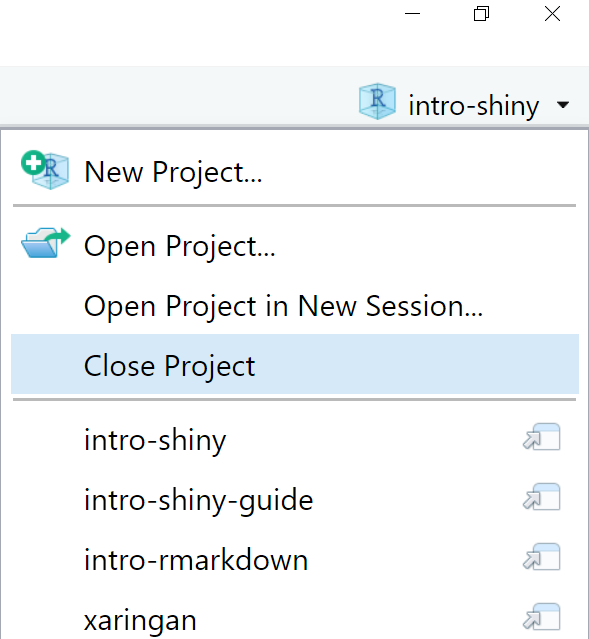 intro-shiny
New Project...
Open Project...
Open Project in New Session...
Close Project
intro-shiny
intro-shiny-guide
intro-rmarkdown
xaringan